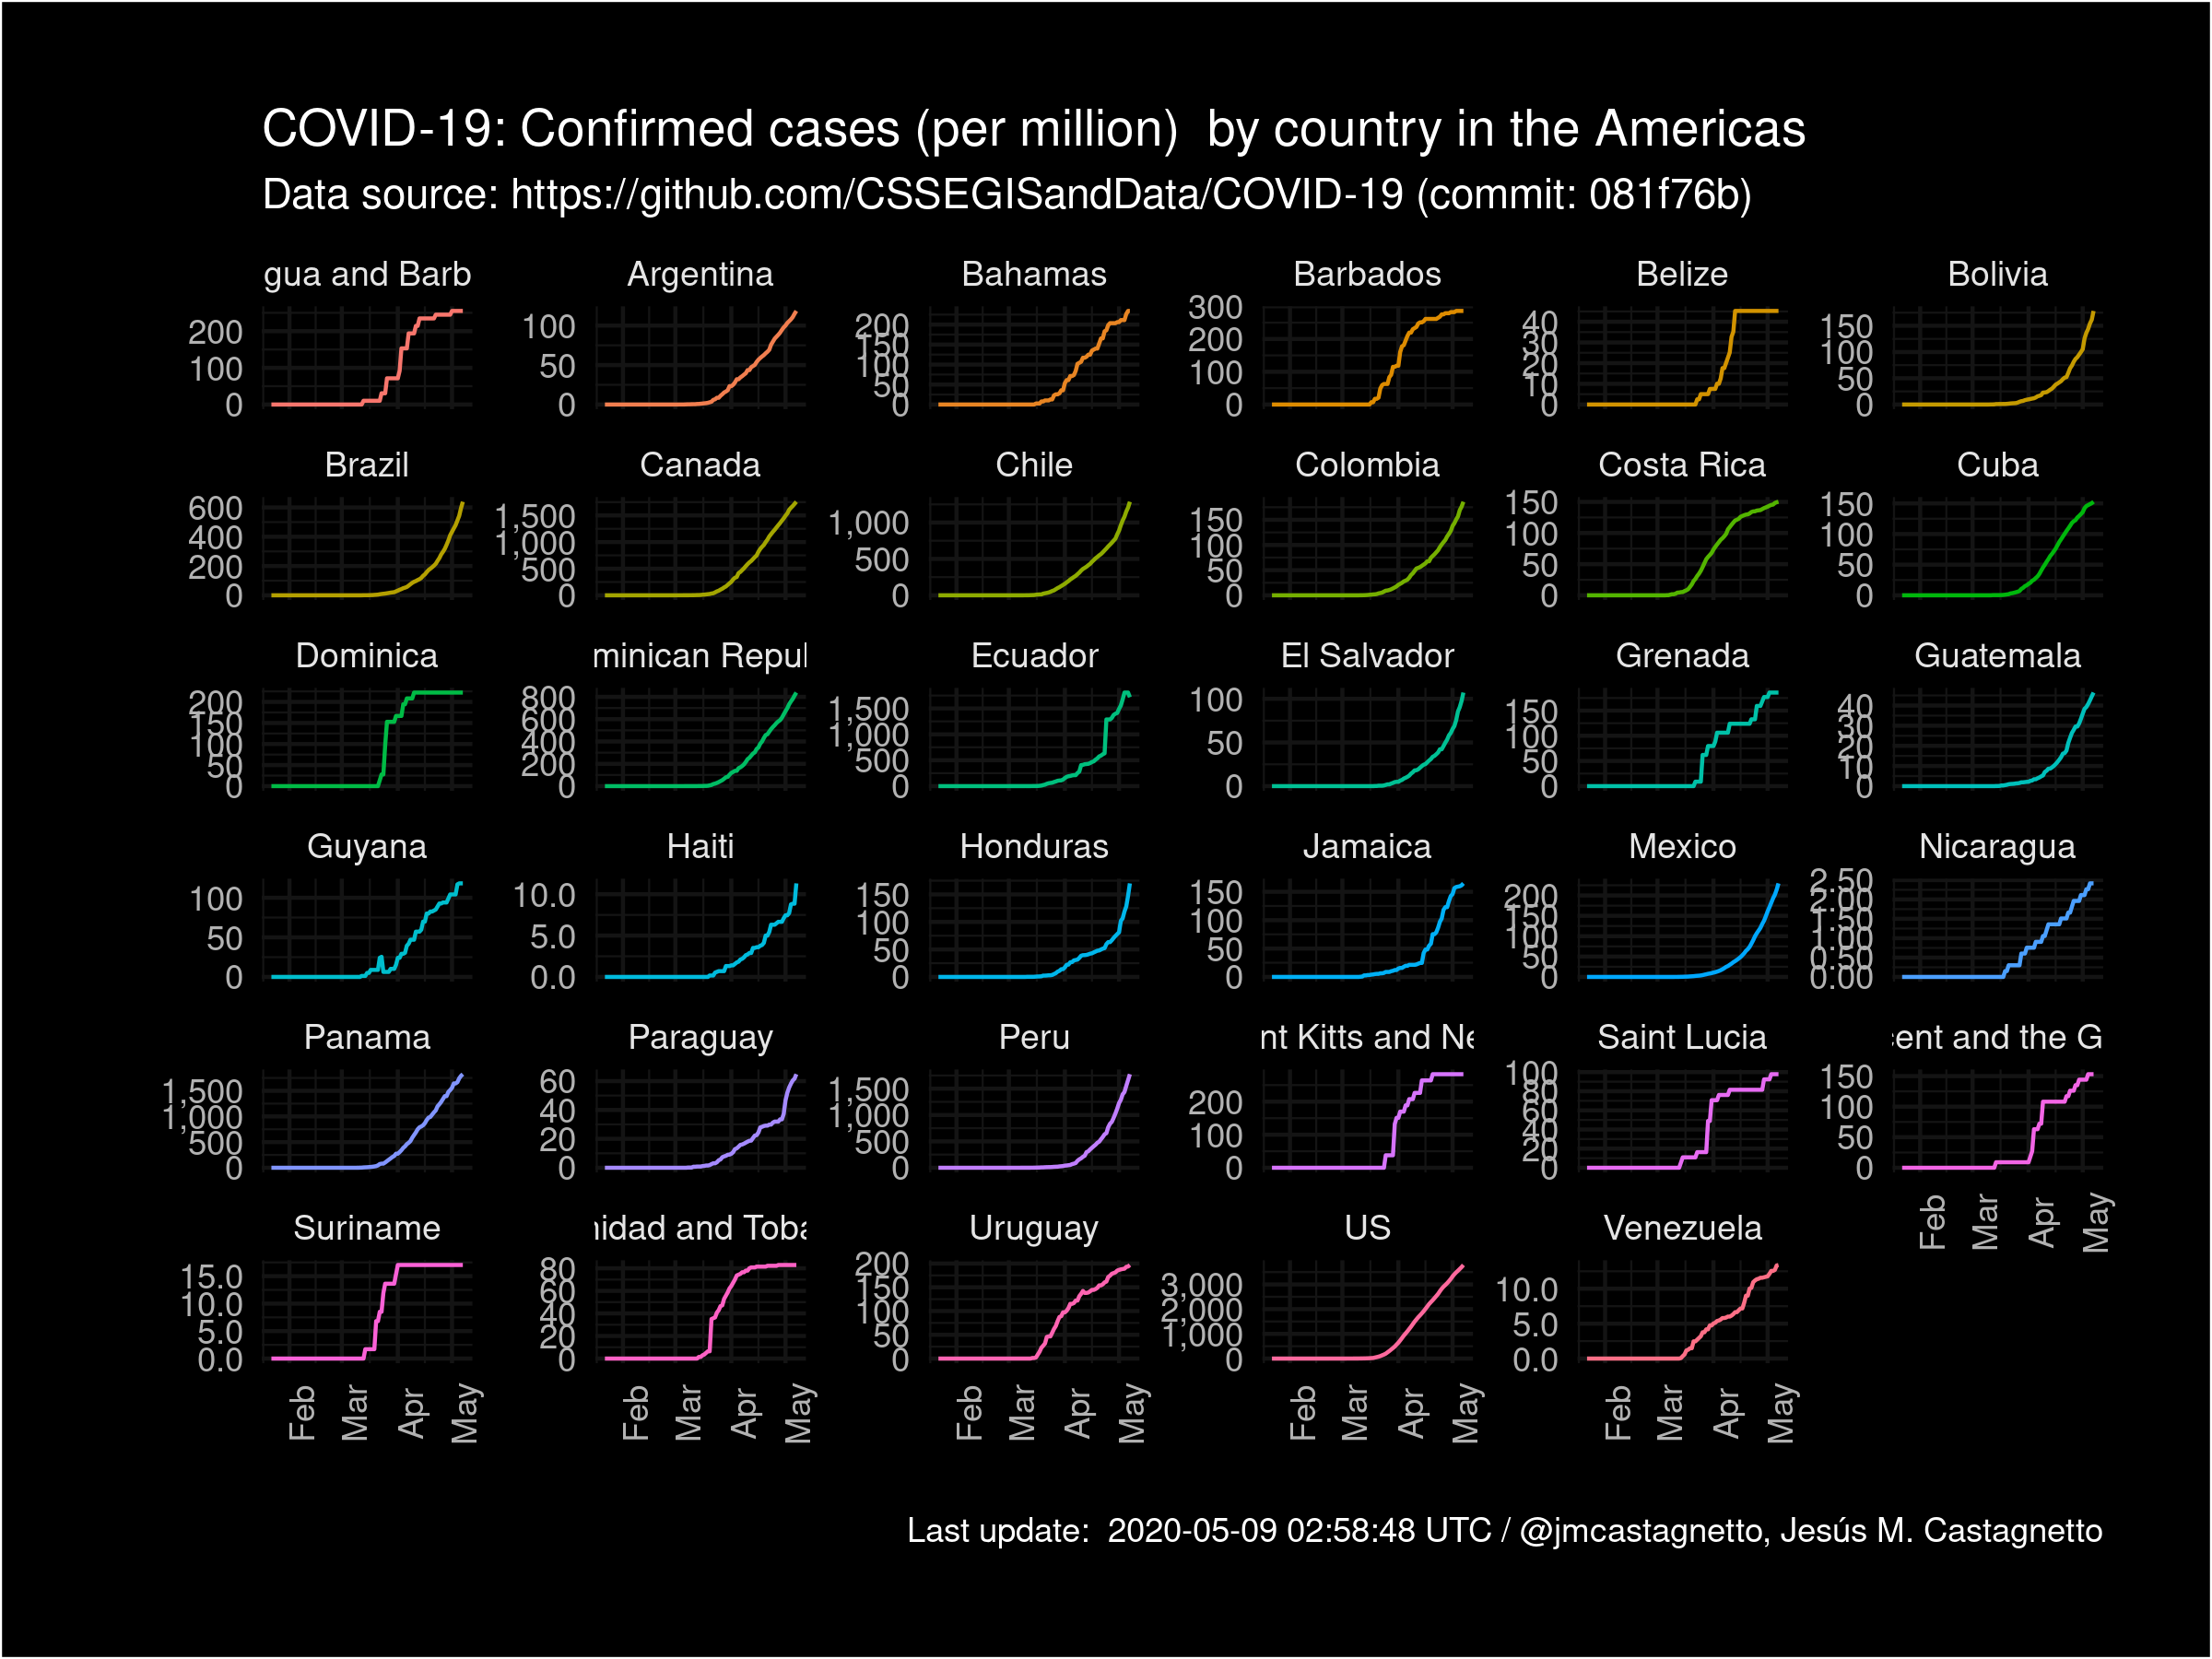 COVID-19: Confirmed cases (per million)  by country in the Americas
Data source: https://github.com/CSSEGISandData/COVID-19 (commit: 081f76b)
gua and Barb Argentina Bahamas Barbados Belize Bolivia
200 100 0
100 50 0
200 150 100 50 0
300 200 100 0
40 30 20 10 0
150 100 50 0
Brazil Canada Chile Colombia Costa Rica Cuba
600 400 200 0
1,500 1,000 500 0
1,000 500 0
150 100 50 0
150 100 50 0
150 100 50 0
Dominica minican Repul Ecuador El Salvador Grenada Guatemala
200 150 100 50 0
800 600 400 200 0
1,500 1,000 500 0
100 50 0
150 100 50 0
40 30 20 10 0
Guyana Haiti Honduras Jamaica Mexico Nicaragua
100 50 0
10.0 5.0 0.0
150 100 50 0
150 100 50 0
200 150 100 50 0
2.50 2.00 1.50 1.00 0.50 0.00
Panama Paraguay Peru nt Kitts and Ne Saint Lucia cent and the G
1,500 1,000 500 0
60 40 20 0
1,500 1,000 500 0
200 100 0
100 80 60 40 20 0
150 100 50 0
Feb Mar Apr May
Suriname nidad and Toba Uruguay US Venezuela
15.0 10.0 5.0 0.0
80 60 40 20 0
200 150 100 50 0
3,000 2,000 1,000 0
10.0 5.0 0.0
Feb Mar Apr May
Feb Mar Apr May
Feb Mar Apr May
Feb Mar Apr May
Feb Mar Apr May
Last update:  2020-05-09 02:58:48 UTC / @jmcastagnetto, Jesús M. Castagnetto